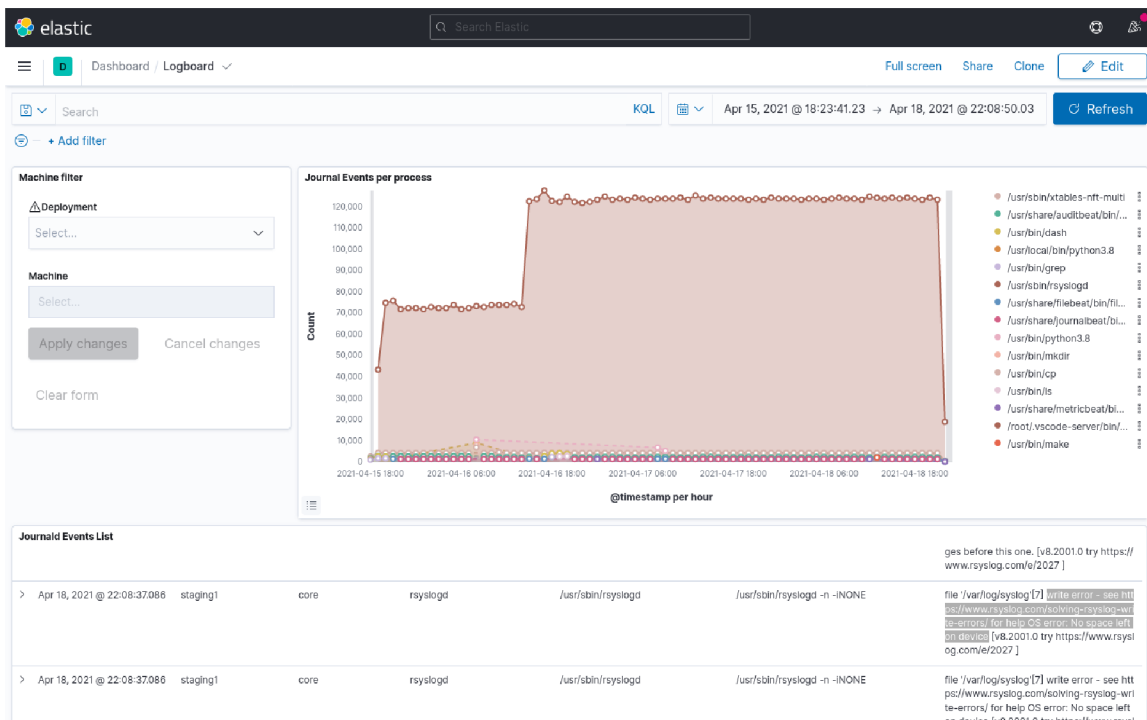 elastic
Search Elastic
D
Dashboard / Logboard
Full screen
Share
Clone
Edit
Search
KQL
Apr 15, 2021 @ 18:23:41.23 → Apr 18, 2021 @ 22:08:50.03
Refresh
+ Add filter
Machine filter
Deployment
Select...
Machine
Select...
Apply changes
Cancel changes
Clear form
Journal Events per process
120,000
110,000
100,000
90,000
80,000
70,000
60,000
50,000
40,000
30,000
20,000
10,000
0
Count
2021-04-15 18:00
2021-04-16 06:00
2021-04-16 18:00
2021-04-17 06:00
2021-04-17 18:00
2021-04-18 06:00
2021-04-18 18:00
@timestamp per hour
/usr/sbin/xtables-nft-multi
/usr/share/auditbeat/bin/...
/usr/bin/dash
/usr/local/bin/python3.8
/usr/bin/grep
/usr/sbin/rsyslogd
/usr/share/filebeat/bin/fil...
/usr/share/journalbeat/bi...
/usr/bin/python3.8
/usr/bin/mkdir
/usr/bin/cp
/usr/bin/ls
/usr/share/metricbeat/bi...
/root/.vscode-server/bin/...
/usr/bin/make
Journald Events List
ges before this one. [v8.2001.0 try https://
www.rsyslog.com/e/2027 ]
Apr 18, 2021 @ 22:08:37.086 staging1 core rsyslogd /usr/sbin/rsyslogd /usr/sbin/rsyslogd -n -iNONE file '/var/log/syslog'[7] write error - see htt
ps://www.rsyslog.com/solving-rsyslog-wri
te-errors/ for help OS error: No space left
on device [v8.2001.0 try https://www.rsysl
og.com/e/2027 ]
Apr 18, 2021 @ 22:08:37.086 staging1 core rsyslogd /usr/sbin/rsyslogd /usr/sbin/rsyslogd -n -iNONE file '/var/log/syslog'[7] write error - see htt
ps://www.rsyslog.com/solving-rsyslog-wri
te-errors/ for help OS error: No space left